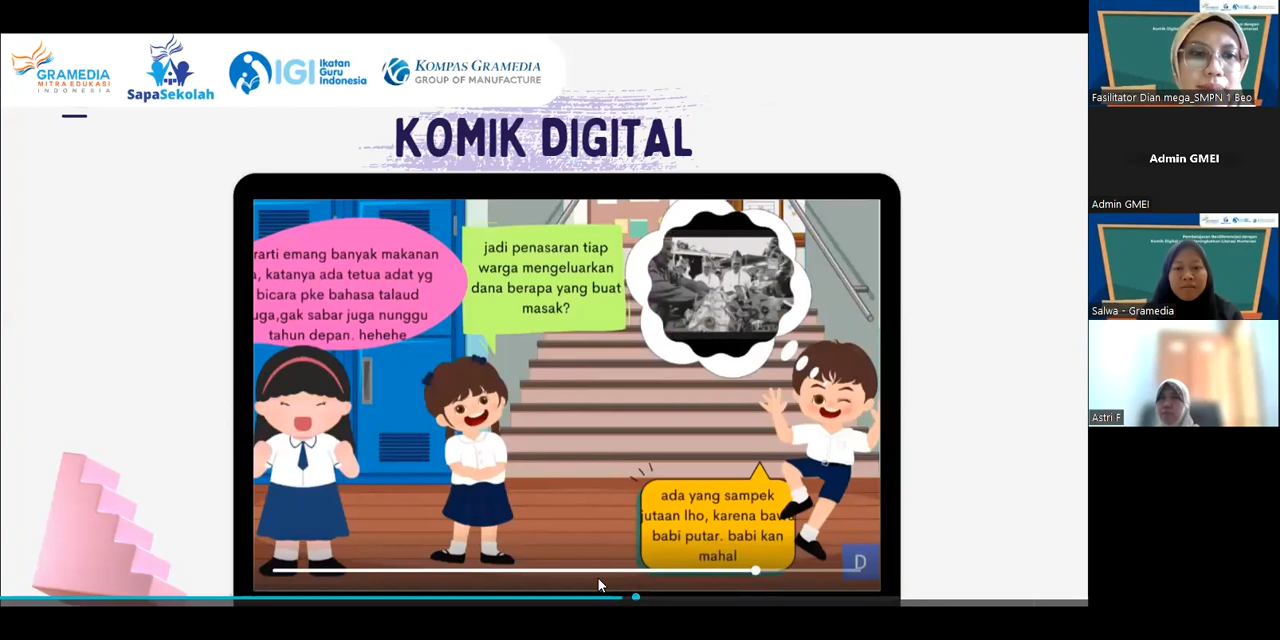 GRAMEDIA
MITRA EDUKASI
INDONESIA
SapaSekolah
IGI
Ikatan
Guru
Indonesia
KOMPAS GRAMEDIA
GROUP OF MANUFACTURE
KOMIK DIGITAL
rarti emang banyak makanan
a, katanya ada tetua adat yg
bicara pke bahasa talaud
uga,gak sabar juga nunggu
tahun depan. hehehe
jadi penasaran tiap
warga mengeluarkan
dana berapa yang buat
masak?
ada yang sampek
jutaan lho, karena bawa
babi putar. babi kan
mahal
D
Fasilitator Dian mega_SMPN 1 Beo
Admin GMEI
Admin GMEI
Salwa - Gramedia
Astri F